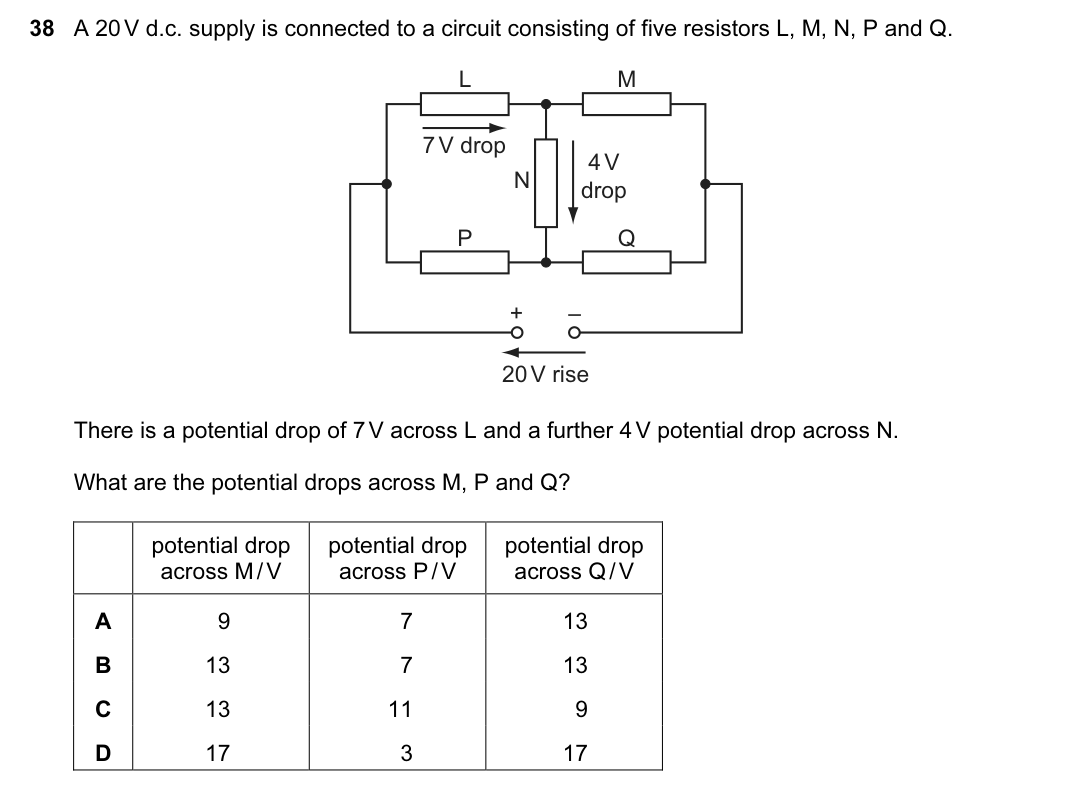 38 A 20 V d.c. supply is connected to a circuit consisting of five resistors L, M, N, P and Q.
L M
7 V drop
4 V
N
drop
P Q
+ –
20 V rise
There is a potential drop of 7 V across L and a further 4 V potential drop across N.
What are the potential drops across M, P and Q?
potential drop potential drop potential drop
across M / V across P / V across Q / V
A 9 7 13
B 13 7 13
C 13 11 9
D 17 3 17